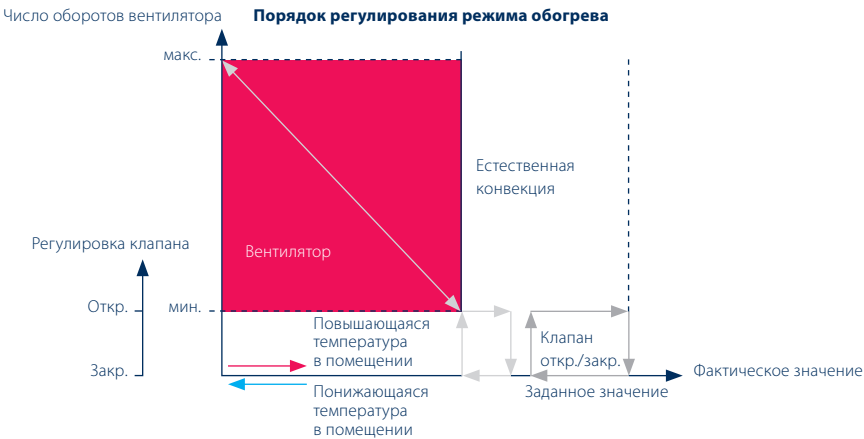 Число оборотов вентилятора
Порядок регулирования режима обогрева
макс.
Естественная
конвекция
Регулировка клапана
Вентилятор
Откр.
мин.
Повышающаяся
температура
в помещении
Клапан
откр./закр.
Закр.
Фактическое значение
Понижающаяся
температура
в помещении
Заданное значение